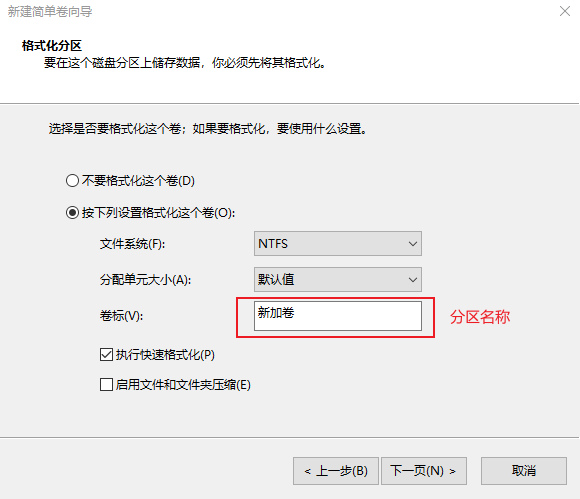 新建简单卷向导
格式化分区
要在这个磁盘分区上储存数据，你必须先将其格式化。
选择是否要格式化这个卷；如果要格式化，要使用什么设置。
不要格式化这个卷(D)
按下列设置格式化这个卷(O):
文件系统(F): NTFS
分配单元大小(A): 默认值
卷标(V): 新加卷 分区名称
执行快速格式化(P)
启用文件和文件夹压缩(E)
< 上一步(B) 下一页(N) > 取消